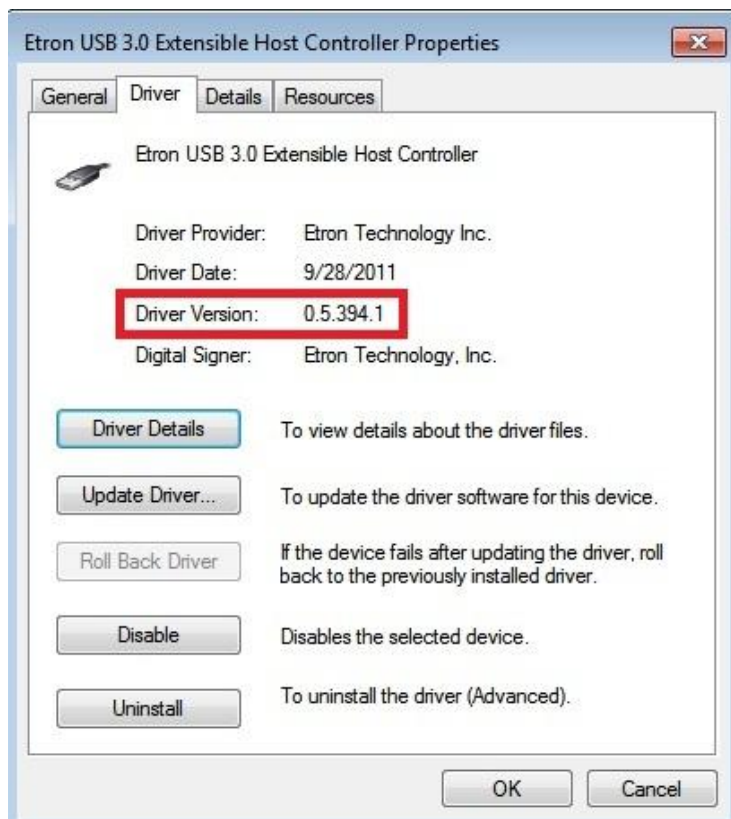 Etron USB 3.0 Extensible Host Controller Properties
General Driver Details Resources
Etron USB 3.0 Extensible Host Controller
Driver Provider: Etron Technology Inc.
Driver Date: 9/28/2011
Driver Version: 0.5.394.1
Digital Signer: Etron Technology, Inc.
Driver Details To view details about the driver files.
Update Driver... To update the driver software for this device.
Roll Back Driver If the device fails after updating the driver, roll
back to the previously installed driver.
Disable Disables the selected device.
Uninstall To uninstall the driver (Advanced).
OK Cancel